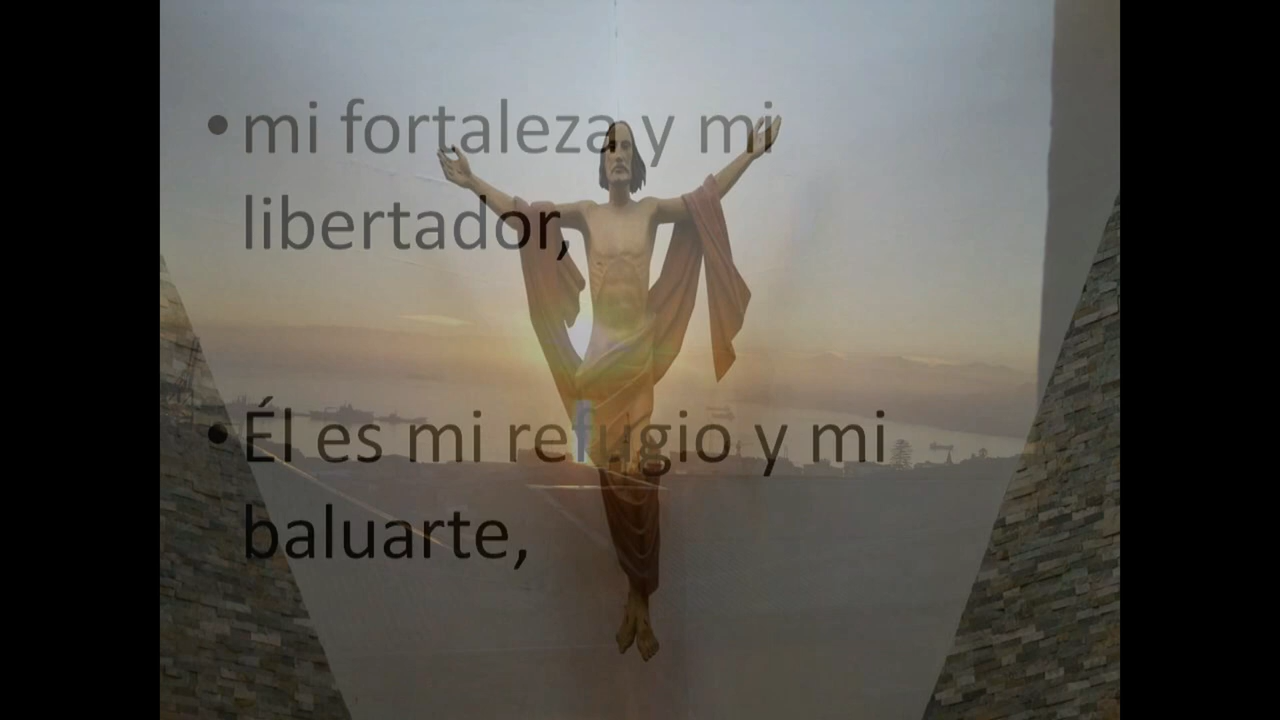 • mi fortaleza y mi
libertador,
• Él es mi refugio y mi
baluarte,